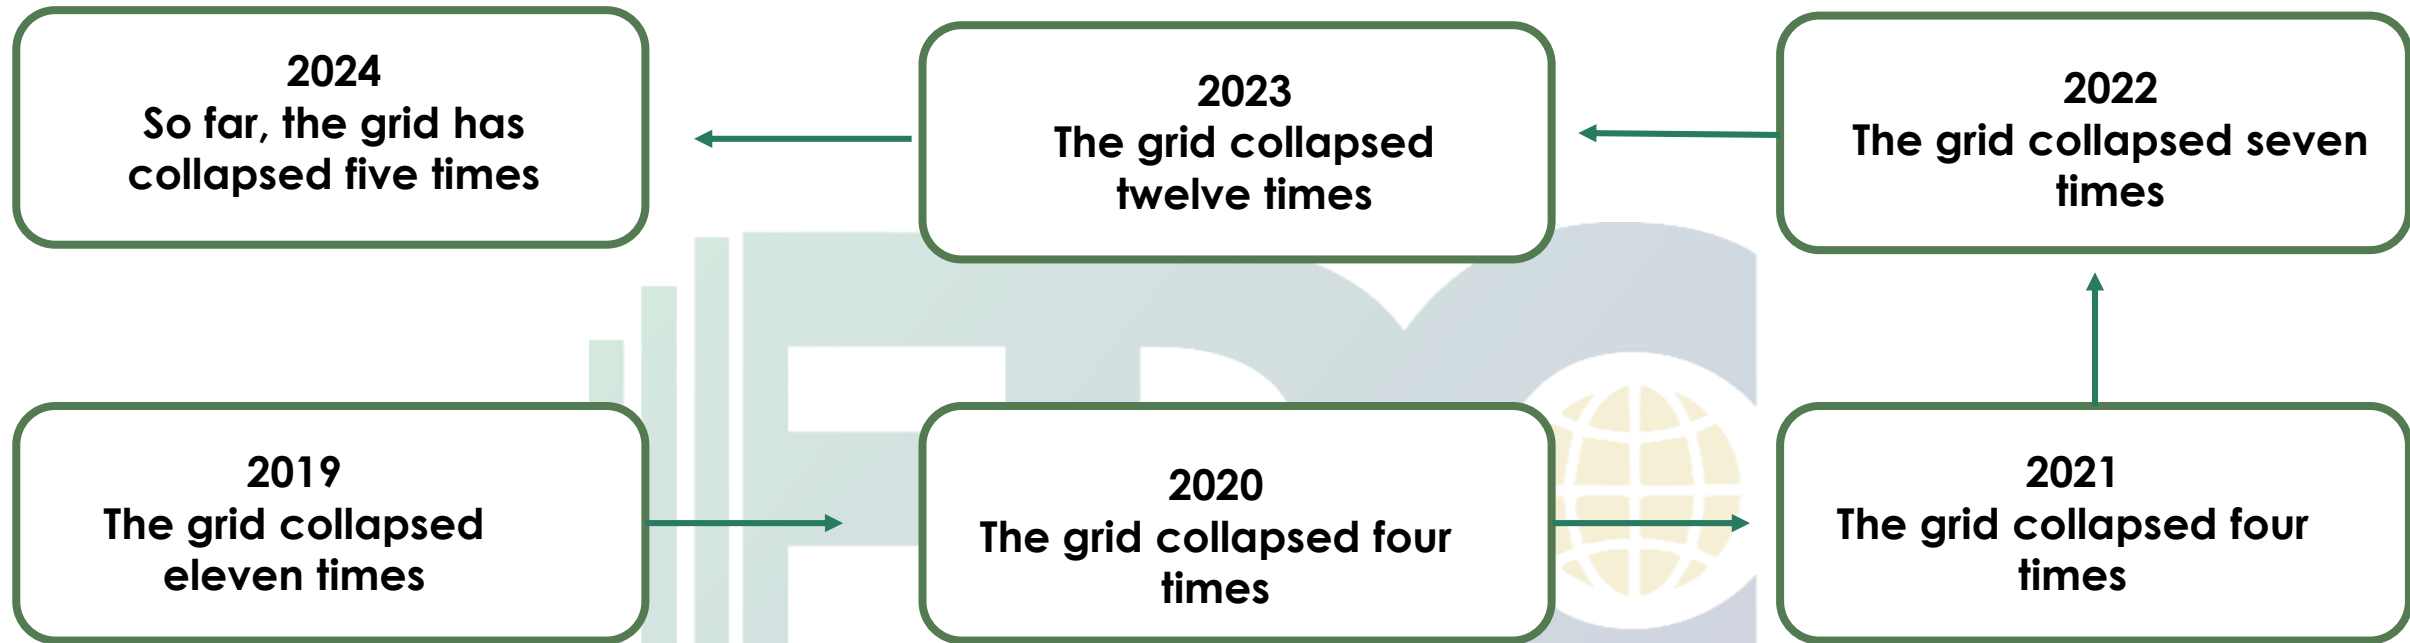 2024
So far, the grid has
collapsed five times
2023
The grid collapsed
twelve times
2022
The grid collapsed seven
times
2019
The grid collapsed
eleven times
2020
The grid collapsed four
times
2021
The grid collapsed four
times